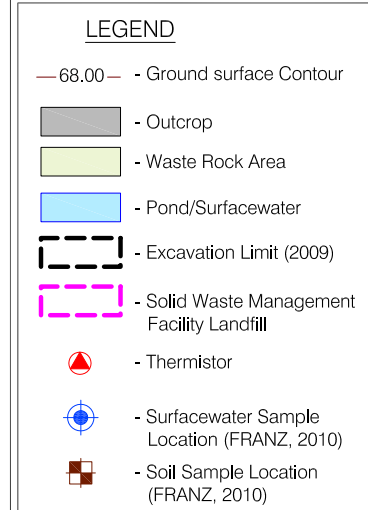 LEGEND
—68.00— - Ground surface Contour
- Outcrop
- Waste Rock Area
- Pond/Surfacewater
- Excavation Limit (2009)
- Solid Waste Management
Facility Landfill
- Thermistor
- Surfacewater Sample
Location (FRANZ, 2010)
- Soil Sample Location
(FRANZ, 2010)